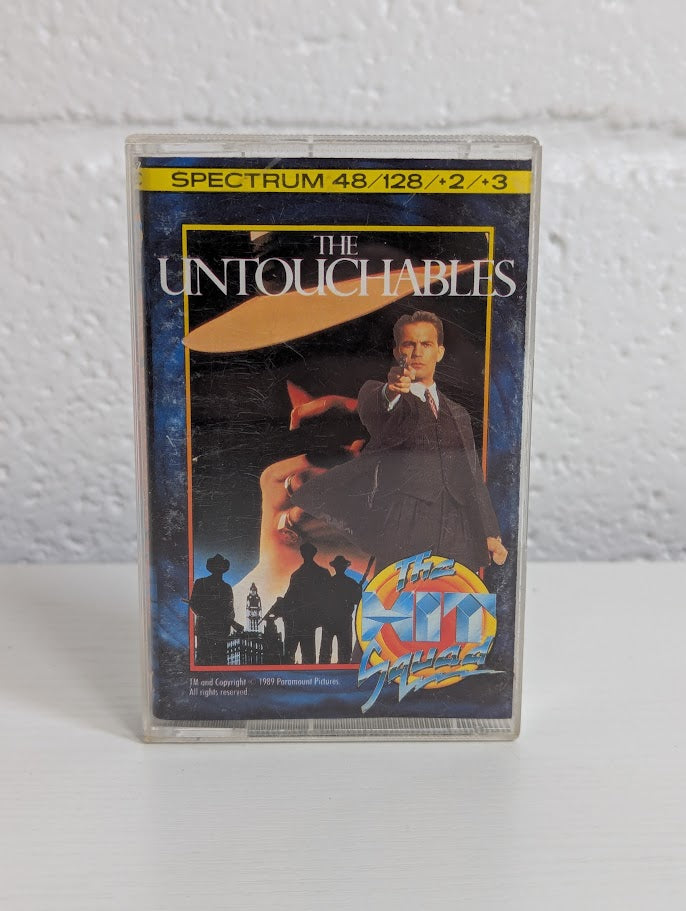 SPECTRUM 48/128/+2/+3
THE
UNTOUCHABLES
The
HIT
Squad
TM and Copyright © 1989 Paramount Pictures.
All rights reserved.